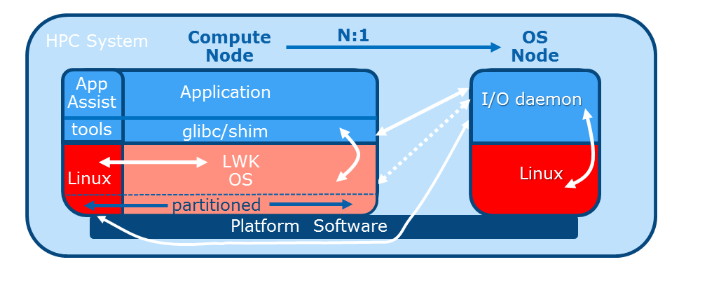 HPC System
Compute
Node
N:1
OS
Node
App
Assist
Application
I/O daemon
tools
glibc/shim
Linux
LWK
OS
Linux
partitioned
Platform Software